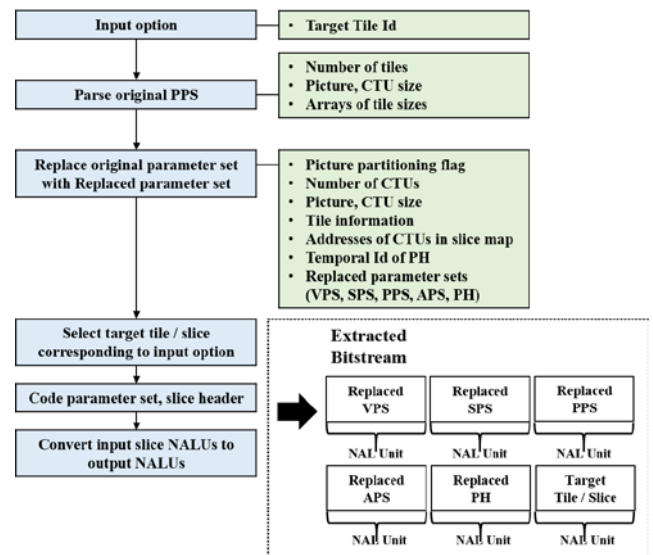 Input option
• Target Tile Id
Parse original PPS
• Number of tiles
• Picture, CTU size
• Arrays of tile sizes
Replace original parameter set
with Replaced parameter set
• Picture partitioning flag
• Number of CTUs
• Picture, CTU size
• Tile information
• Addresses of CTUs in slice map
• Temporal Id of PH
• Replaced parameter sets
(VPS, SPS, PPS, APS, PH)
Select target tile / slice
corresponding to input option
Code parameter set, slice header
Convert input slice NALUs to
output NALUs
Extracted
Bitstream
Replaced
VPS
Replaced
SPS
Replaced
PPS
NAL Unit
NAL Unit
NAL Unit
Replaced
APS
Replaced
PH
Target
Tile / Slice
NAL Unit
NAL Unit
NAL Unit